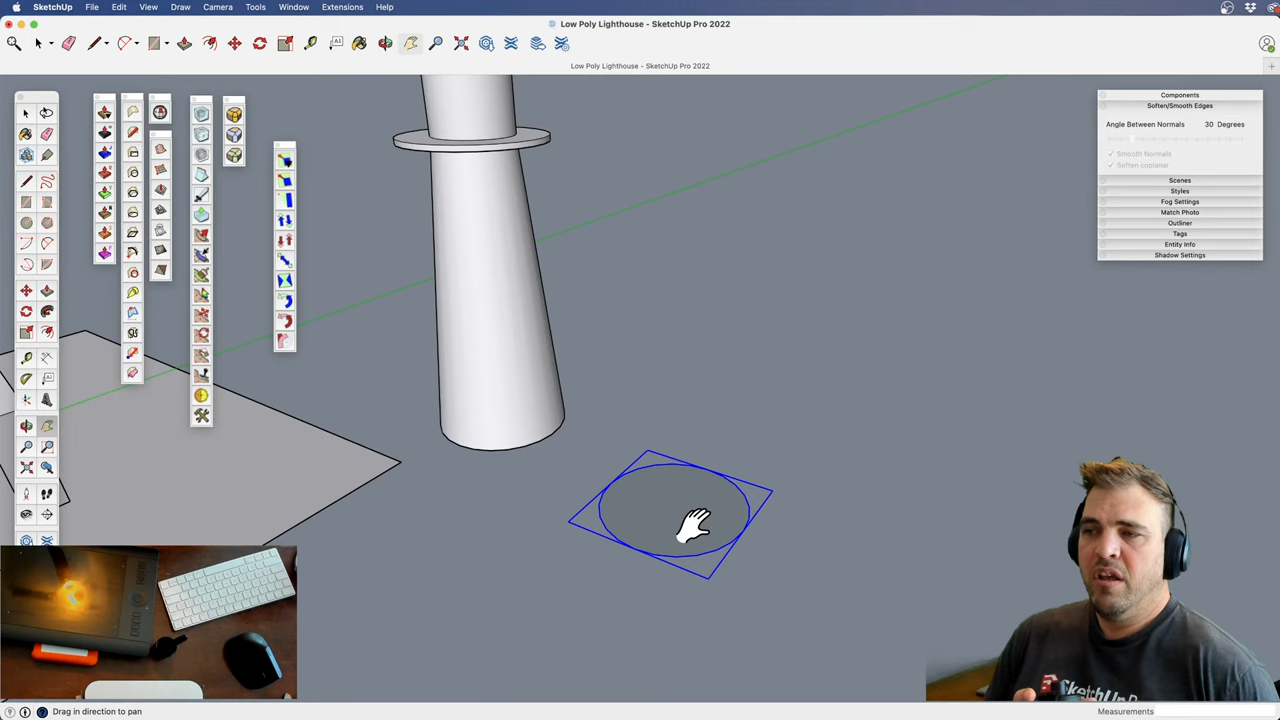 SketchUp File Edit View Draw Camera Tools Window Extensions Help
Low Poly Lighthouse - SketchUp Pro 2022
Low Poly Lighthouse - SketchUp Pro 2022
Components
Soften/Smooth Edges
Angle Between Normals 30 Degrees
Smooth Normals
Soften coplanar
Scenes
Styles
Fog Settings
Match Photo
Outliner
Tags
Entity Info
Shadow Settings
Drag in direction to pan
Measurements